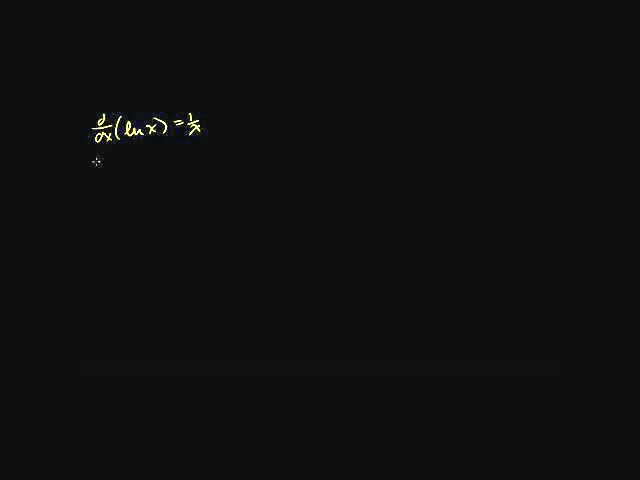 d/dx (ln x) = 1/x